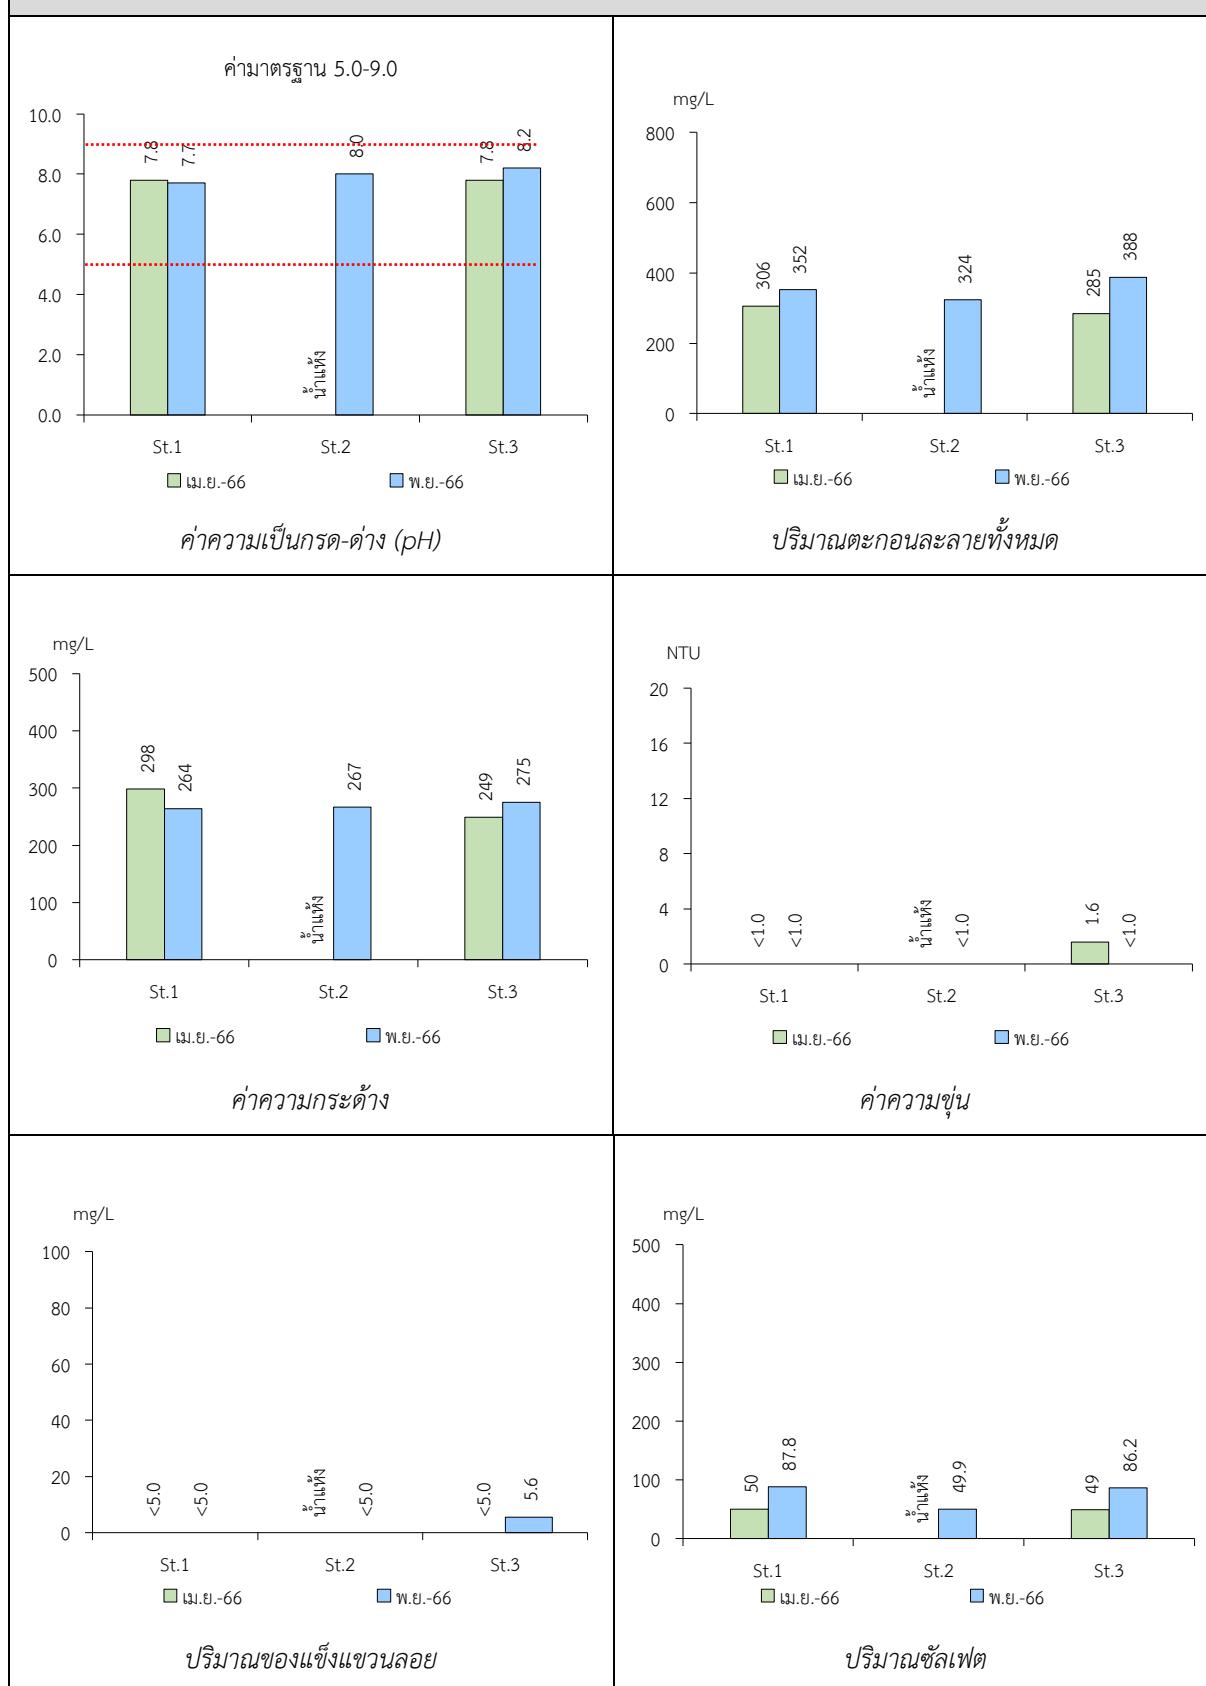 ค่ามาตรฐาน 5.0-9.0
10.0
8.0
6.0
4.0
2.0
0.0
7.8
7.7
น้ำแห้ง
8.0
7.8
8.2
St.1
St.2
St.3
เม.ย.-66
พ.ย.-66
ค่าความเป็นกรด-ด่าง (pH)
mg/L
800
600
400
200
0
306
352
น้ำแห้ง
324
285
388
St.1
St.2
St.3
เม.ย.-66
พ.ย.-66
ปริมาณตะกอนละลายทั้งหมด
mg/L
500
400
300
200
100
0
298
264
น้ำแห้ง
267
249
275
St.1
St.2
St.3
เม.ย.-66
พ.ย.-66
ค่าความกระด้าง
NTU
20
16
12
8
4
0
<1.0
<1.0
น้ำแห้ง
<1.0
1.6
<1.0
St.1
St.2
St.3
เม.ย.-66
พ.ย.-66
ค่าความขุ่น
mg/L
100
80
60
40
20
0
<5.0
<5.0
น้ำแห้ง
<5.0
<5.0
5.6
St.1
St.2
St.3
เม.ย.-66
พ.ย.-66
ปริมาณของแข็งแขวนลอย
mg/L
500
400
300
200
100
0
50
87.8
น้ำแห้ง
49.9
49
86.2
St.1
St.2
St.3
เม.ย.-66
พ.ย.-66
ปริมาณซัลเฟต